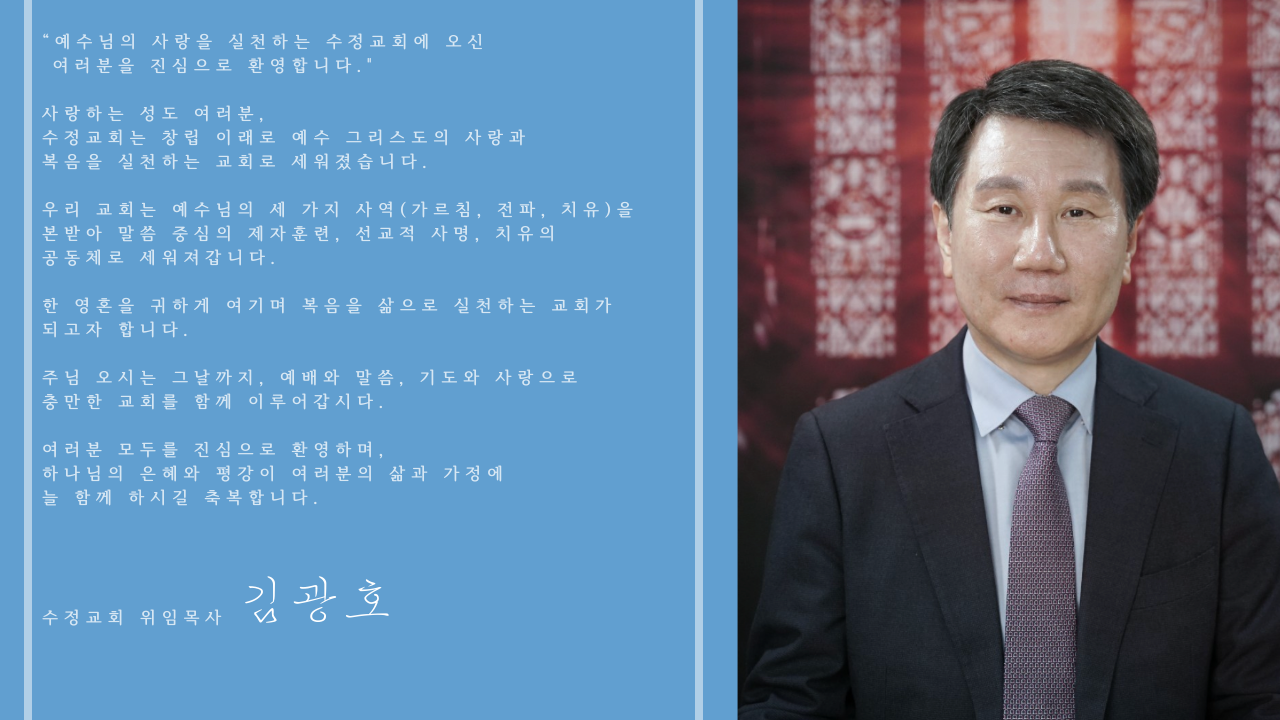 “예수님의 사랑을 실천하는 수정교회에 오신
여러분을 진심으로 환영합니다."
사랑하는 성도 여러분,
수정교회는 창립 이래로 예수 그리스도의 사랑과
복음을 실천하는 교회로 세워졌습니다.
우리 교회는 예수님의 세 가지 사역(가르침, 전파, 치유)을
본받아 말씀 중심의 제자훈련, 선교적 사명, 치유의
공동체로 세워져갑니다.
한 영혼을 귀하게 여기며 복음을 삶으로 실천하는 교회가
되고자 합니다.
주님 오시는 그날까지, 예배와 말씀, 기도와 사랑으로
충만한 교회를 함께 이루어갑시다.
여러분 모두를 진심으로 환영하며,
하나님의 은혜와 평강이 여러분의 삶과 가정에
늘 함께 하시길 축복합니다.
수정교회 위임목사 김광호